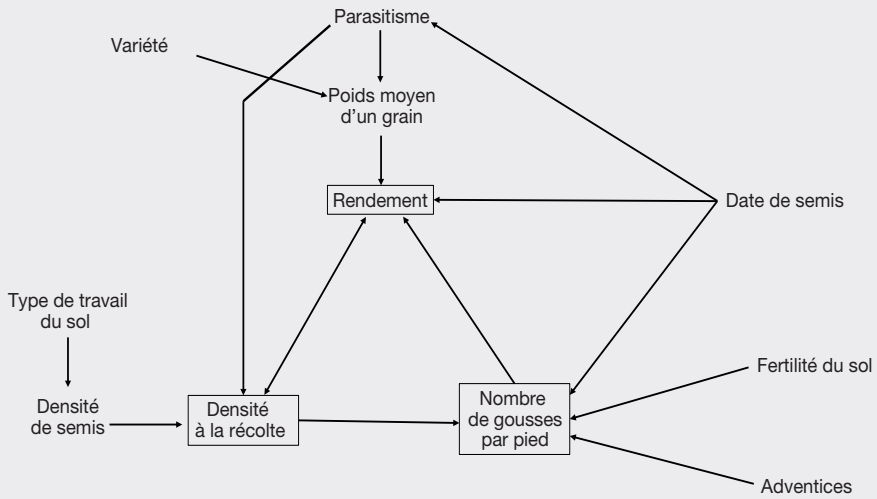 Parasitisme
Variété
Poids moyen
d’un grain
Rendement
Date de semis
Type de travail
du sol
Fertilité du sol
Densité
de semis
Densité
à la récolte
Nombre
de gousses
par pied
Adventices